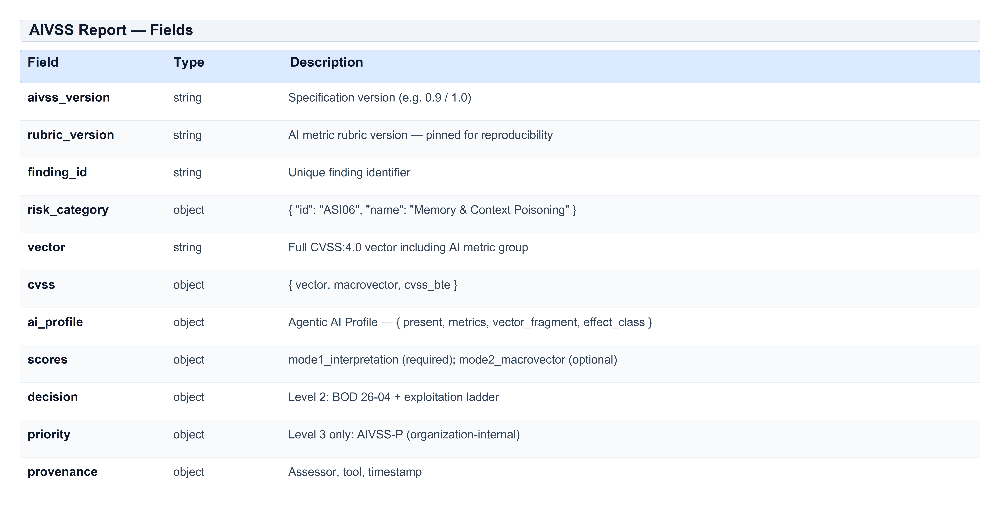 AIVSS Report — Fields
Field Type Description
aivss_version string Specification version (e.g. 0.9 / 1.0)
rubric_version string AI metric rubric version — pinned for reproducibility
finding_id string Unique finding identifier
risk_category object { "id": "ASI06", "name": "Memory & Context Poisoning" }
vector string Full CVSS:4.0 vector including AI metric group
cvss object { vector, macrovector, cvss_bte }
ai_profile object Agentic AI Profile — { present, metrics, vector_fragment, effect_class }
scores object mode1_interpretation (required); mode2_macrovector (optional)
decision object Level 2: BOD 26-04 + exploitation ladder
priority object Level 3 only: AIVSS-P (organization-internal)
provenance object Assessor, tool, timestamp